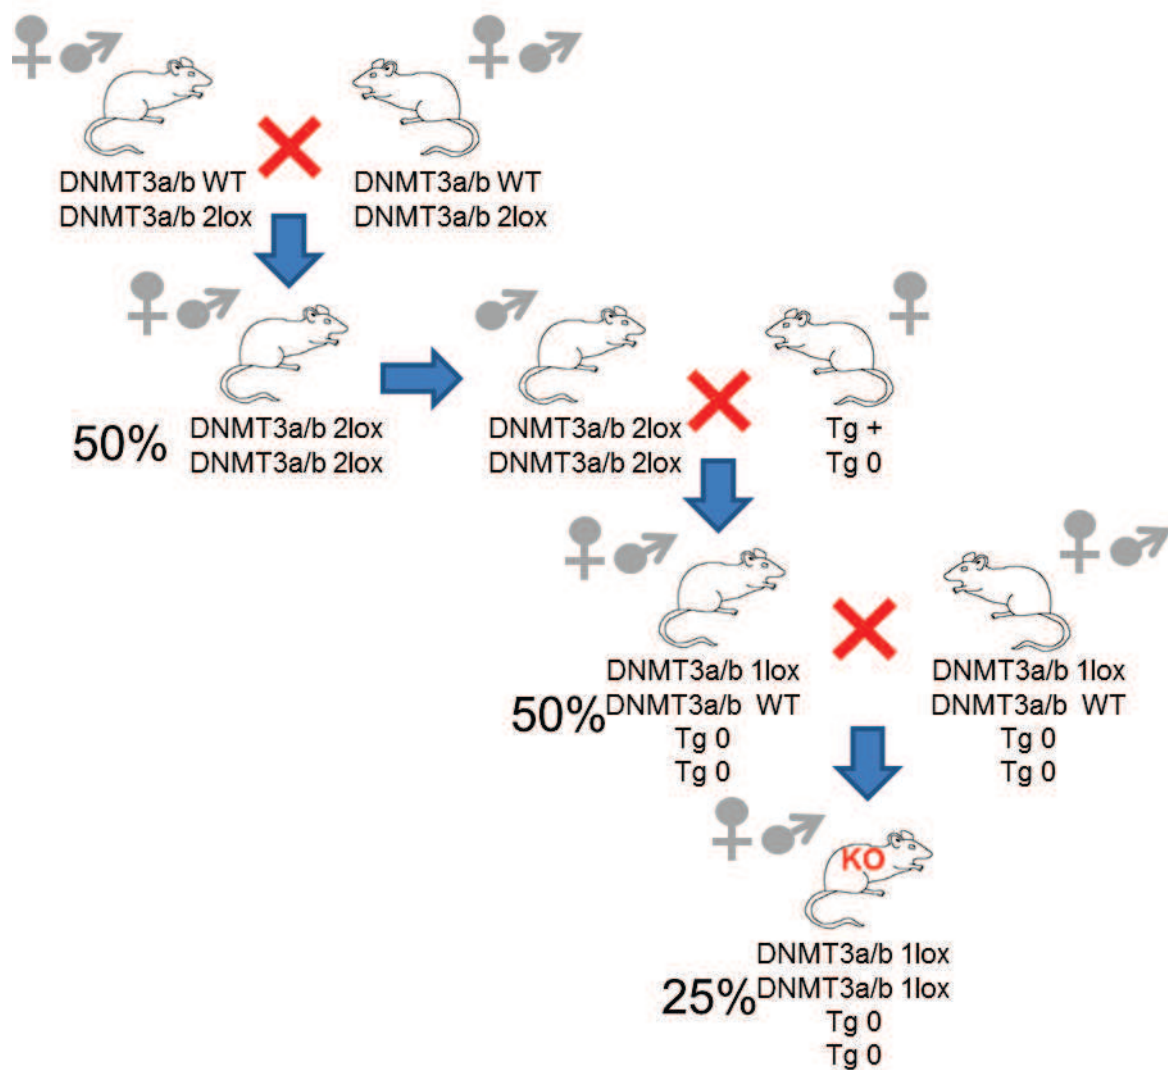 DNMT3a/b WT
DNMT3a/b 2lox
DNMT3a/b WT
DNMT3a/b 2lox
50%
DNMT3a/b 2lox
DNMT3a/b 2lox
DNMT3a/b 2lox
DNMT3a/b 2lox
Tg +
Tg 0
50%
DNMT3a/b 1lox
DNMT3a/b WT
Tg 0
Tg 0
DNMT3a/b 1lox
DNMT3a/b WT
Tg 0
Tg 0
KO
25%
DNMT3a/b 1lox
DNMT3a/b 1lox
Tg 0
Tg 0